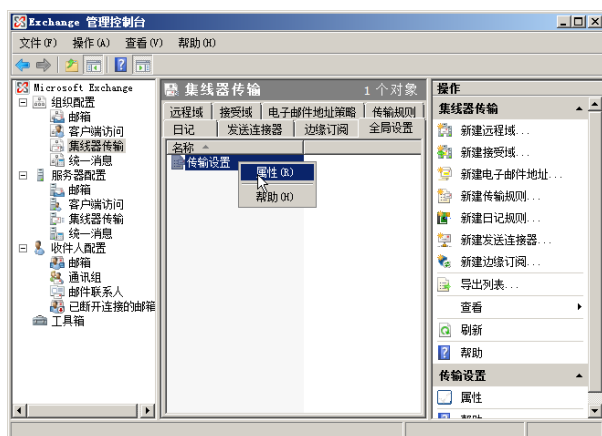 Exchange 管理控制台
文件(F) 操作(A) 查看(V) 帮助(H)
Microsoft Exchange
组织配置
邮箱
客户端访问
集线器传输
统一消息
服务器配置
邮箱
客户端访问
集线器传输
统一消息
收件人配置
邮箱
通讯组
邮件联系人
已断开连接的邮箱
工具箱
集线器传输 1 个对象
远程域 接受域 电子邮件地址策略 传输规则
日记 发送连接器 边缘订阅 全局设置
名称
传输设置
属性(R)
帮助(H)
操作
集线器传输
新建远程域...
新建接受域...
新建电子邮件地址...
新建传输规则...
新建日记规则...
新建发送连接器...
新建边缘订阅...
导出列表...
查看
刷新
帮助
传输设置
属性